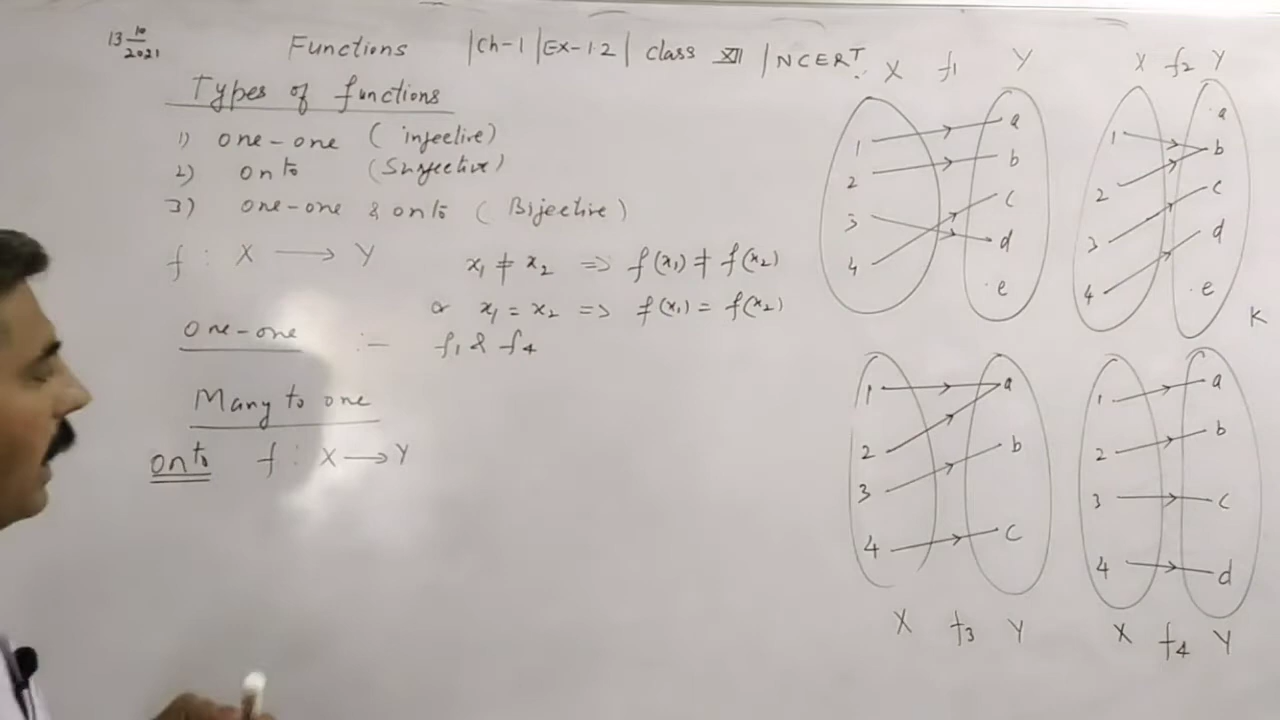 13 10/2021
Functions |Ch-1 |Ex-1.2 | Class XII | NCERT
Types of functions
1) one-one (injective)
2) onto (Surjective)
3) one-one & onto (Bijective)
f : X ⟶ Y
x₁ ≠ x₂ ⇒ f(x₁) ≠ f(x₂)
or x₁ = x₂ ⇒ f(x₁) = f(x₂)
one-one :- f₁ & f₄
Many to one
onto f : X ⟶ Y
X f₁ Y
1 a
2 b
3 c
4 d
e
X f₂ Y
a
1 b
2 c
3 d
4 e
K
1 a
2 b
3
4 c
X f₃ Y
1 a
2 b
3 c
4 d
X f₄ Y